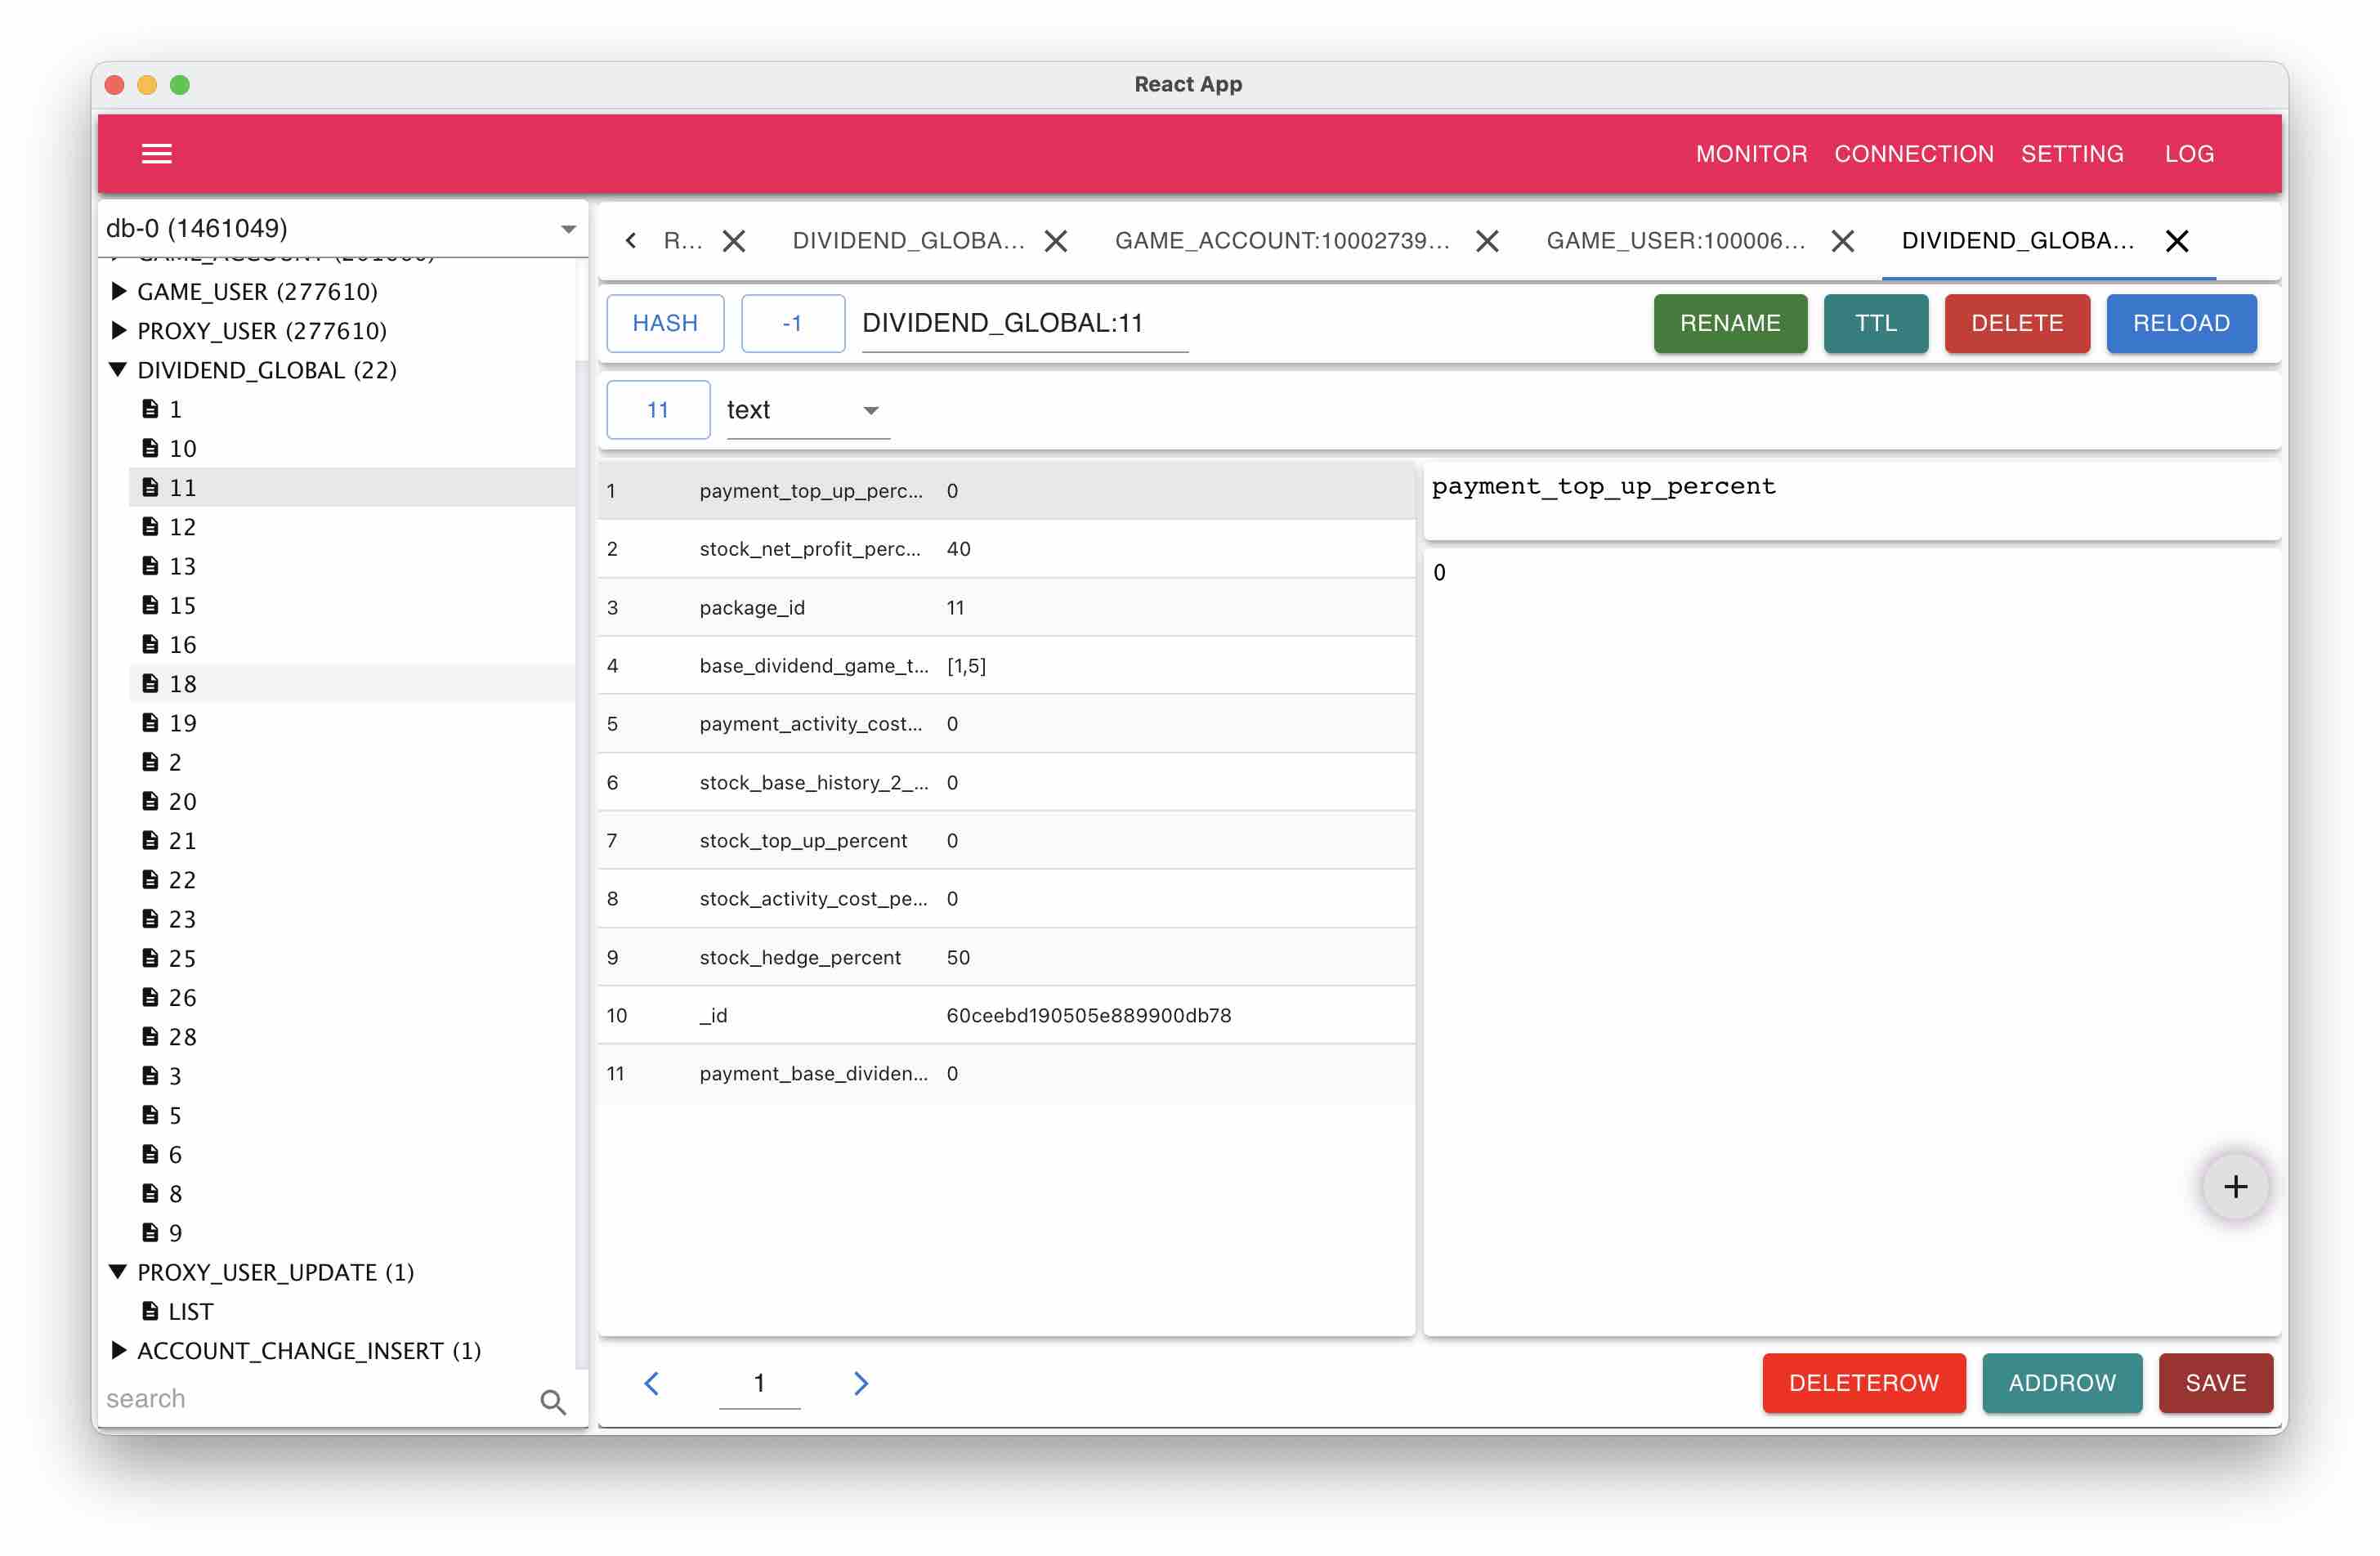 React App
MONITOR CONNECTION SETTING LOG
db-0 (1461049)
GAME_USER (277610)
PROXY_USER (277610)
DIVIDEND_GLOBAL (22)
1
10
11
12
13
15
16
18
19
2
20
21
22
23
25
26
28
3
5
6
8
9
PROXY_USER_UPDATE (1)
LIST
ACCOUNT_CHANGE_INSERT (1)
search
R... DIVIDEND_GLOBA... GAME_ACCOUNT:10002739... GAME_USER:100006... DIVIDEND_GLOBA...
HASH -1 DIVIDEND_GLOBAL:11 RENAME TTL DELETE RELOAD
11 text
1 payment_top_up_perc... 0
2 stock_net_profit_perc... 40
3 package_id 11
4 base_dividend_game_t... [1,5]
5 payment_activity_cost... 0
6 stock_base_history_2_... 0
7 stock_top_up_percent 0
8 stock_activity_cost_pe... 0
9 stock_hedge_percent 50
10 _id 60ceebd190505e889900db78
11 payment_base_dividen... 0
payment_top_up_percent
0
1
DELETEROW ADDROW SAVE